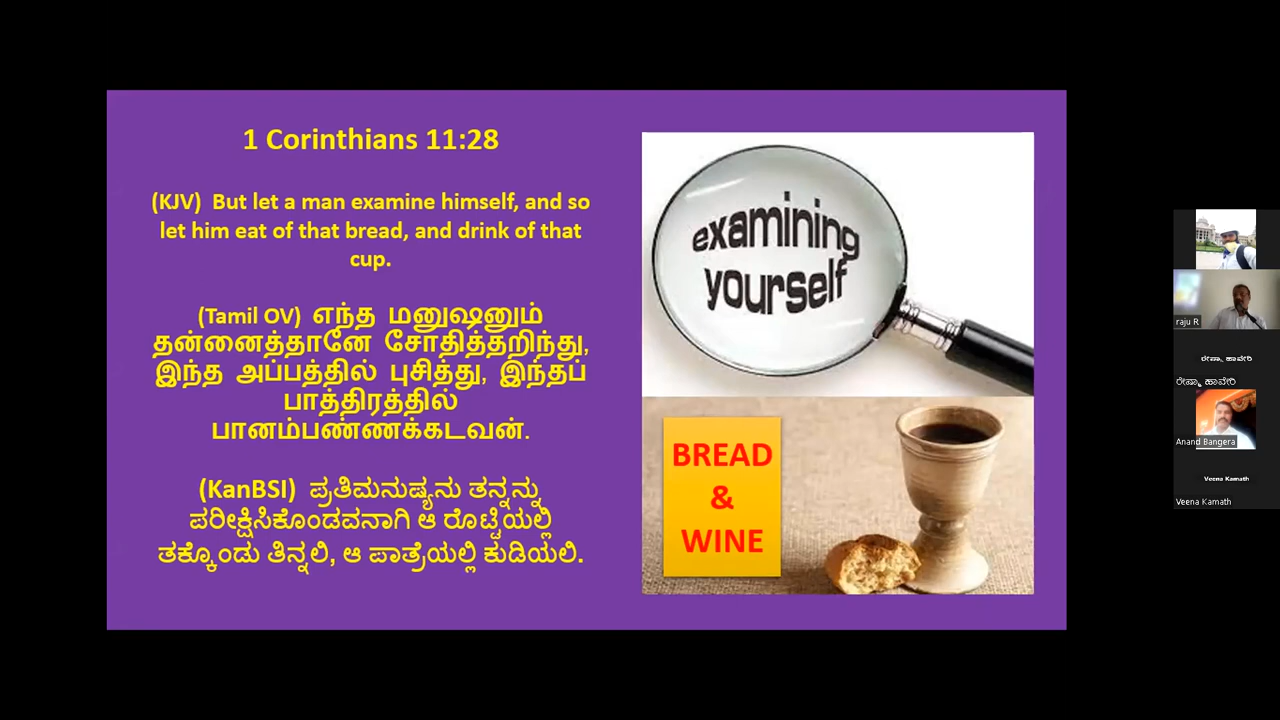 1 Corinthians 11:28
(KJV) But let a man examine himself, and so
let him eat of that bread, and drink of that
cup.
(Tamil OV) எந்த மனுஷனும்
தன்னைத்தானே சோதித்தறிந்து,
இந்த அப்பத்தில் புசித்து, இந்தப்
பாத்திரத்தில்
பானம்பண்ணக்கடவன்.
(KanBSI) ಪ್ರತಿಮನುಷ್ಯನು ತನ್ನನ್ನು
ಪರೀಕ್ಷಿಸಿಕೊಂಡವನಾಗಿ ಆ ರೊಟ್ಟಿಯಲ್ಲಿ
ತಕ್ಕೊಂಡು ತಿನ್ನಲಿ, ಆ ಪಾತ್ರೆಯಲ್ಲಿ ಕುಡಿಯಲಿ.
examining
yourself
BREAD
&
WINE
raju R
ರೇಷ್ಮಾ ಹಾವೇರಿ
ರೇಷ್ಮಾ ಹಾವೇರಿ
Anand Bangera
Veena Kamath
Veena Kamath